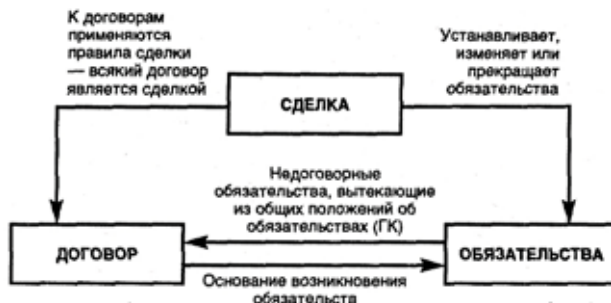 К договорам
применяются
правила сделки
— всякий договор
является сделкой
Устанавливает,
изменяет или
прекращает
обязательства
СДЕЛКА
Недоговорные
обязательства, вытекающие
из общих положений об
обязательствах (ГК)
ДОГОВОР
ОБЯЗАТЕЛЬСТВА
Основание возникновения
обязательств